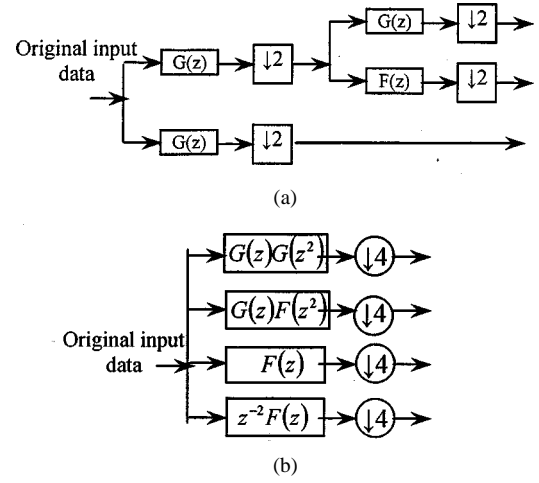 G(z) ↓2
Original input
data
G(z) ↓2
F(z) ↓2
G(z) ↓2
(a)
G(z)G(z²) ↓4
G(z)F(z²) ↓4
Original input
data
F(z) ↓4
z⁻²F(z) ↓4
(b)